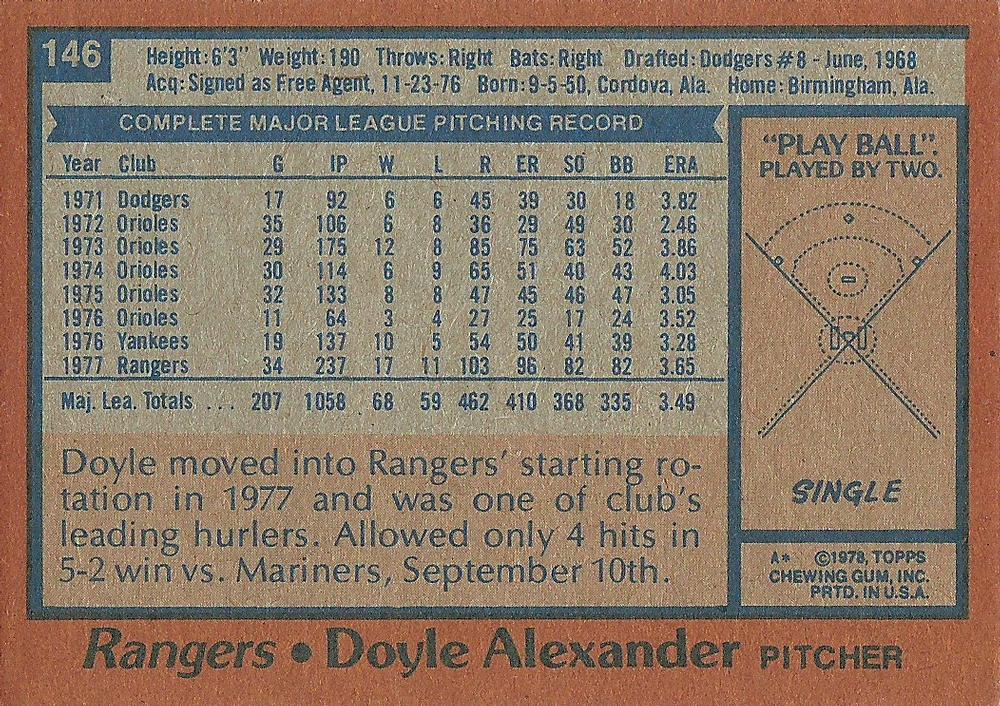 146
Height:6'3" Weight:190 Throws:Right Bats:Right Drafted:Dodgers #8 - June, 1968
Acq:Signed as Free Agent, 11-23-76 Born:9-5-50, Cordova, Ala. Home:Birmingham, Ala.
COMPLETE MAJOR LEAGUE PITCHING RECORD
Year Club G IP W L R ER SO BB ERA
1971 Dodgers 17 92 6 6 45 39 30 18 3.82
1972 Orioles 35 106 6 8 36 29 49 30 2.46
1973 Orioles 29 175 12 8 85 75 63 52 3.86
1974 Orioles 30 114 6 9 65 51 40 43 4.03
1975 Orioles 32 133 8 8 47 45 46 47 3.05
1976 Orioles 11 64 3 4 27 25 17 24 3.52
1976 Yankees 19 137 10 5 54 50 41 39 3.28
1977 Rangers 34 237 17 11 103 96 82 82 3.65
Maj. Lea. Totals ... 207 1058 68 59 462 410 368 335 3.49
Doyle moved into Rangers' starting ro-
tation in 1977 and was one of club's
leading hurlers. Allowed only 4 hits in
5-2 win vs. Mariners, September 10th.
"PLAY BALL".
PLAYED BY TWO.
SINGLE
A* ©1978, TOPPS
CHEWING GUM, INC.
PRTD. IN U.S.A.
Rangers • Doyle Alexander PITCHER